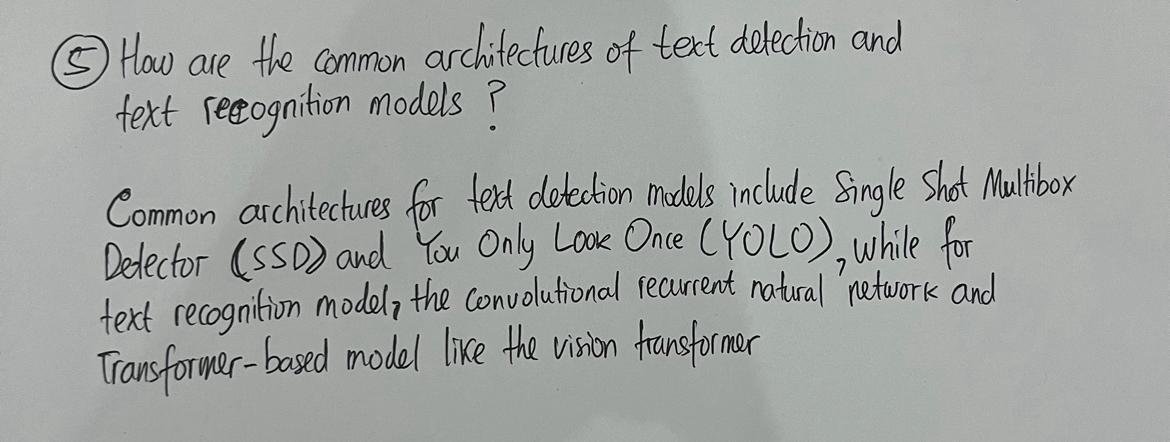 ⑤ How are the common architectures of text detection and
text recognition models ?
Common architectures for text detection models include Single Shot Multibox
Detector (SSD) and You Only Look Once (YOLO), while for
text recognition model, the convolutional recurrent natural network and
Transformer-based model like the vision transformer